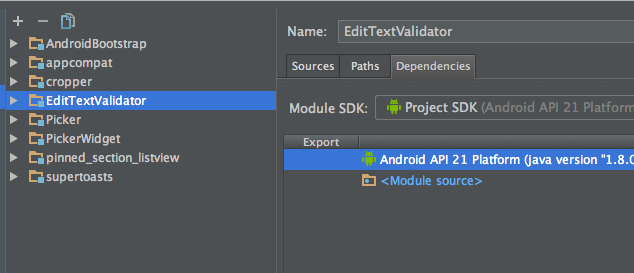 AndroidBootstrap
appcompat
cropper
EditTextValidator
Picker
PickerWidget
pinned_section_listview
supertoasts
Name: EditTextValidator
Sources Paths Dependencies
Module SDK: Project SDK (Android API 21 Platform
Export
Android API 21 Platform (java version "1.8.0
<Module source>